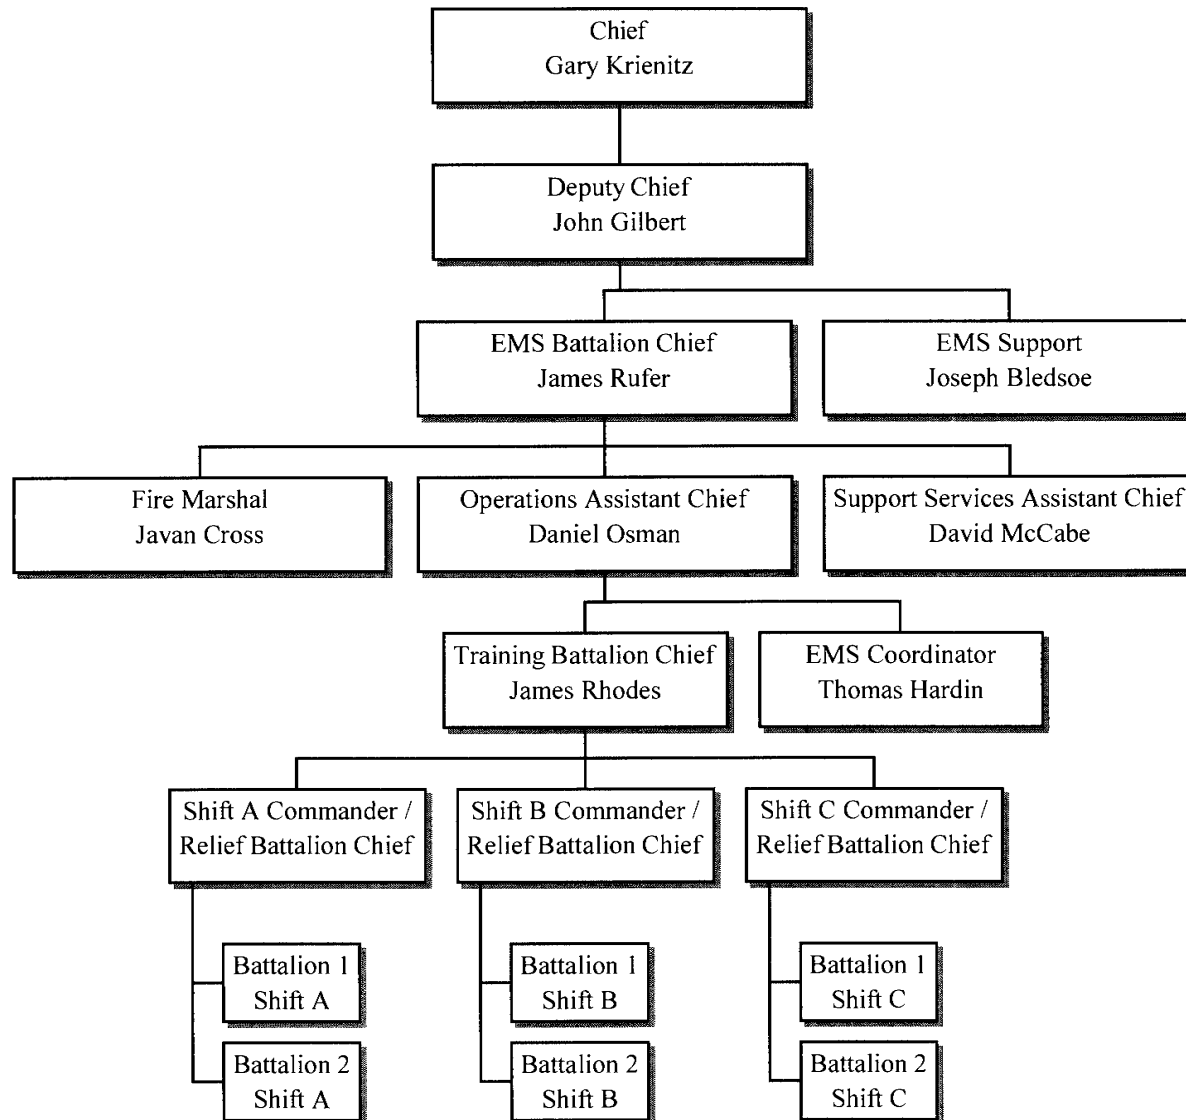 Chief
Gary Krienitz
Deputy Chief
John Gilbert
EMS Battalion Chief
James Rufer
EMS Support
Joseph Bledsoe
Fire Marshal
Javan Cross
Operations Assistant Chief
Daniel Osman
Support Services Assistant Chief
David McCabe
Training Battalion Chief
James Rhodes
EMS Coordinator
Thomas Hardin
Shift A Commander /
Relief Battalion Chief
Shift B Commander /
Relief Battalion Chief
Shift C Commander /
Relief Battalion Chief
Battalion 1
Shift A
Battalion 1
Shift B
Battalion 1
Shift C
Battalion 2
Shift A
Battalion 2
Shift B
Battalion 2
Shift C